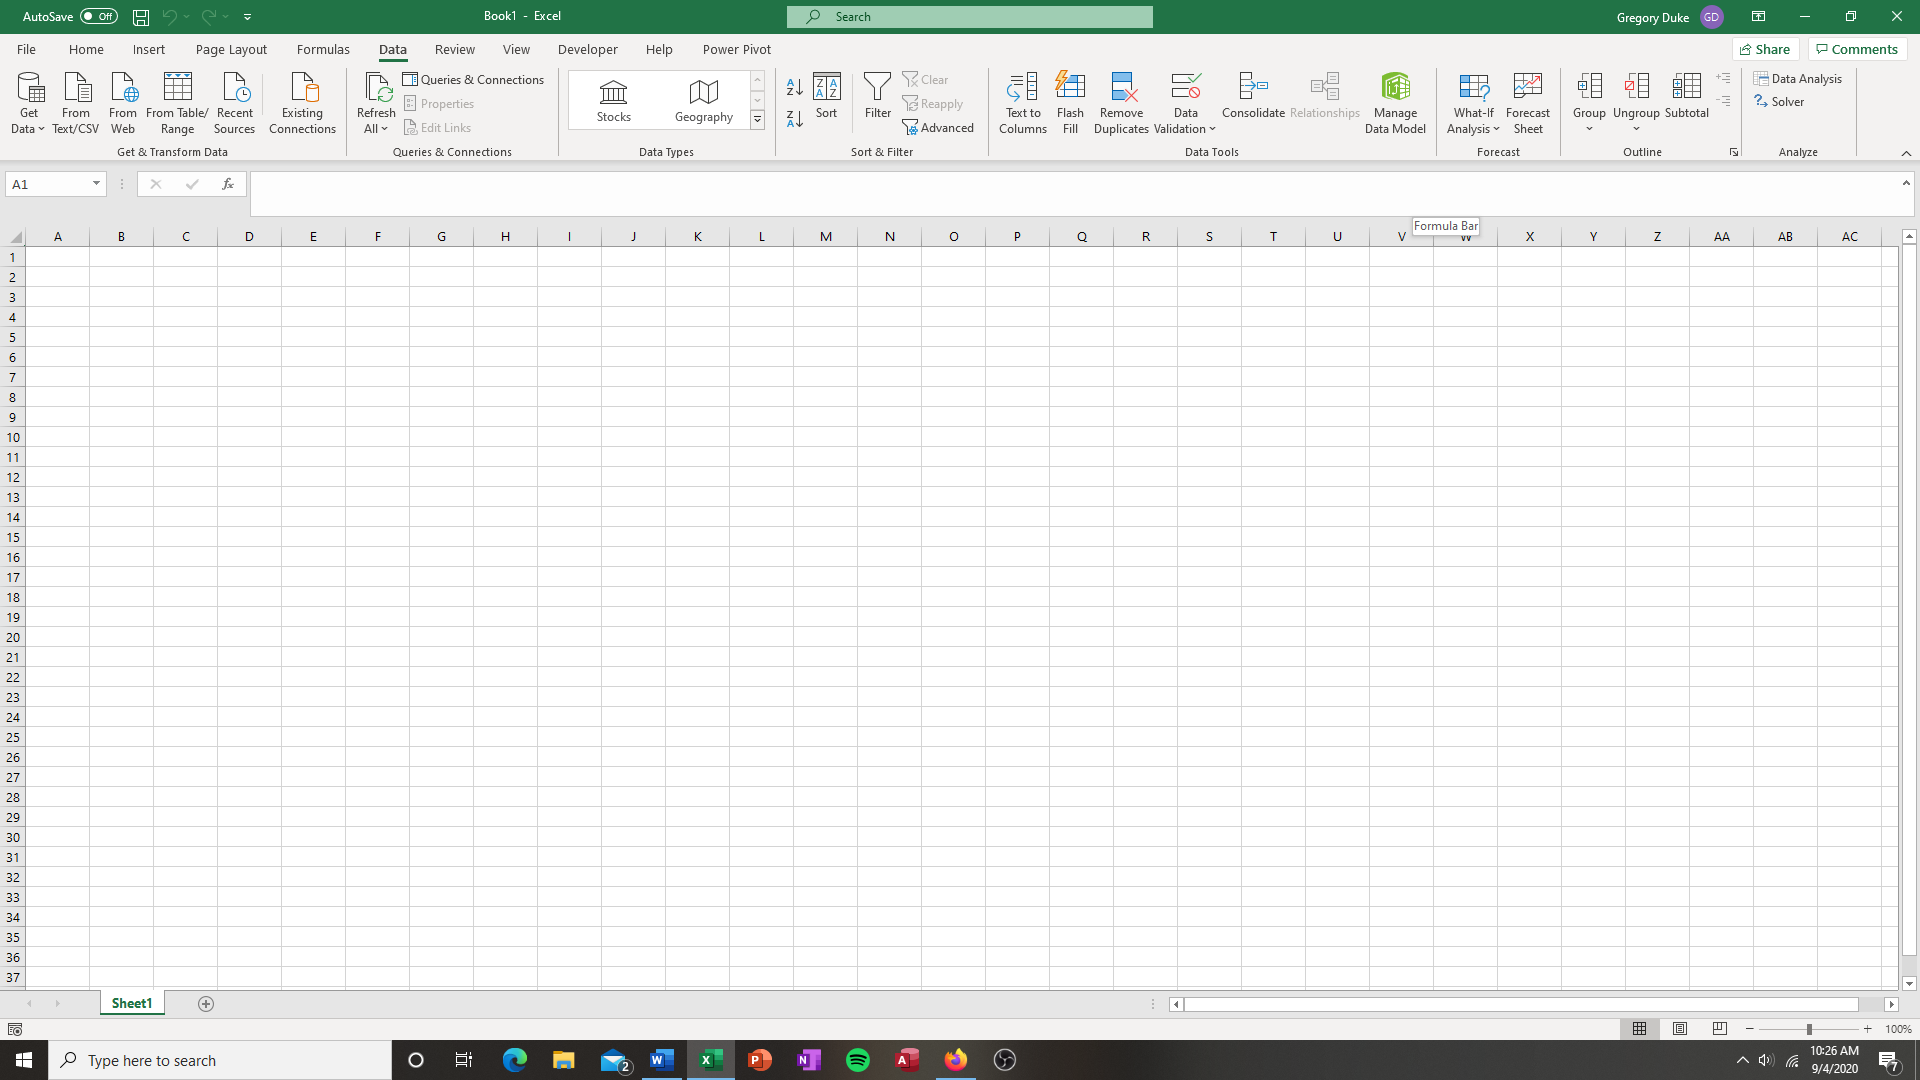 AutoSave Off Book1 - Excel Search Gregory Duke GD
File Home Insert Page Layout Formulas Data Review View Developer Help Power Pivot Share Comments
Get Data From Text/CSV From Web From Table/ Range Recent Sources Existing Connections
Get & Transform Data
Refresh All Queries & Connections
Properties
Edit Links
Queries & Connections
Stocks Geography
Data Types
Sort Filter Clear
Reapply
Advanced
Sort & Filter
Text to Columns Flash Fill Remove Duplicates Data Validation Consolidate Relationships Manage Data Model
Data Tools
What-If Analysis Forecast Sheet
Forecast
Group Ungroup Subtotal
Outline
Data Analysis
Solver
Analyze
A1 fx
Formula Bar
A B C D E F G H I J K L M N O P Q R S T U V W X Y Z AA AB AC
1
2
3
4
5
6
7
8
9
10
11
12
13
14
15
16
17
18
19
20
21
22
23
24
25
26
27
28
29
30
31
32
33
34
35
36
37
Sheet1
100%
Type here to search 2 10:26 AM
9/4/2020 7